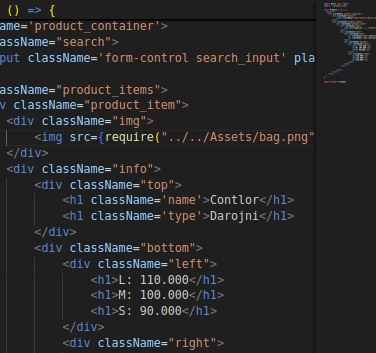 () => {
ame='product_container'>
assName="search">
put className='form-control search_input' pla
assName="product_items">
v className="product_item">
<div className="img">
<img src={require("../../Assets/bag.png"
</div>
<div className="info">
<div className="top">
<h1 className='name'>Contlor</h1>
<h1 className='type'>Darojni</h1>
</div>
<div className="bottom">
<div className="left">
<h1>L: 110.000</h1>
<h1>M: 100.000</h1>
<h1>S: 90.000</h1>
</div>
<div className="right">